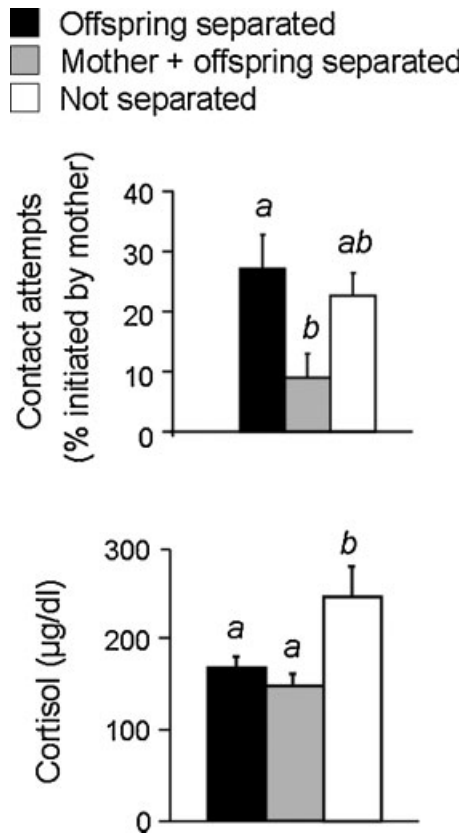 Offspring separated
Mother + offspring separated
Not separated
Contact attempts
(% initiated by mother)
40
30
20
10
0
a
b
ab
Cortisol (µg/dl)
300
200
100
0
a
a
b